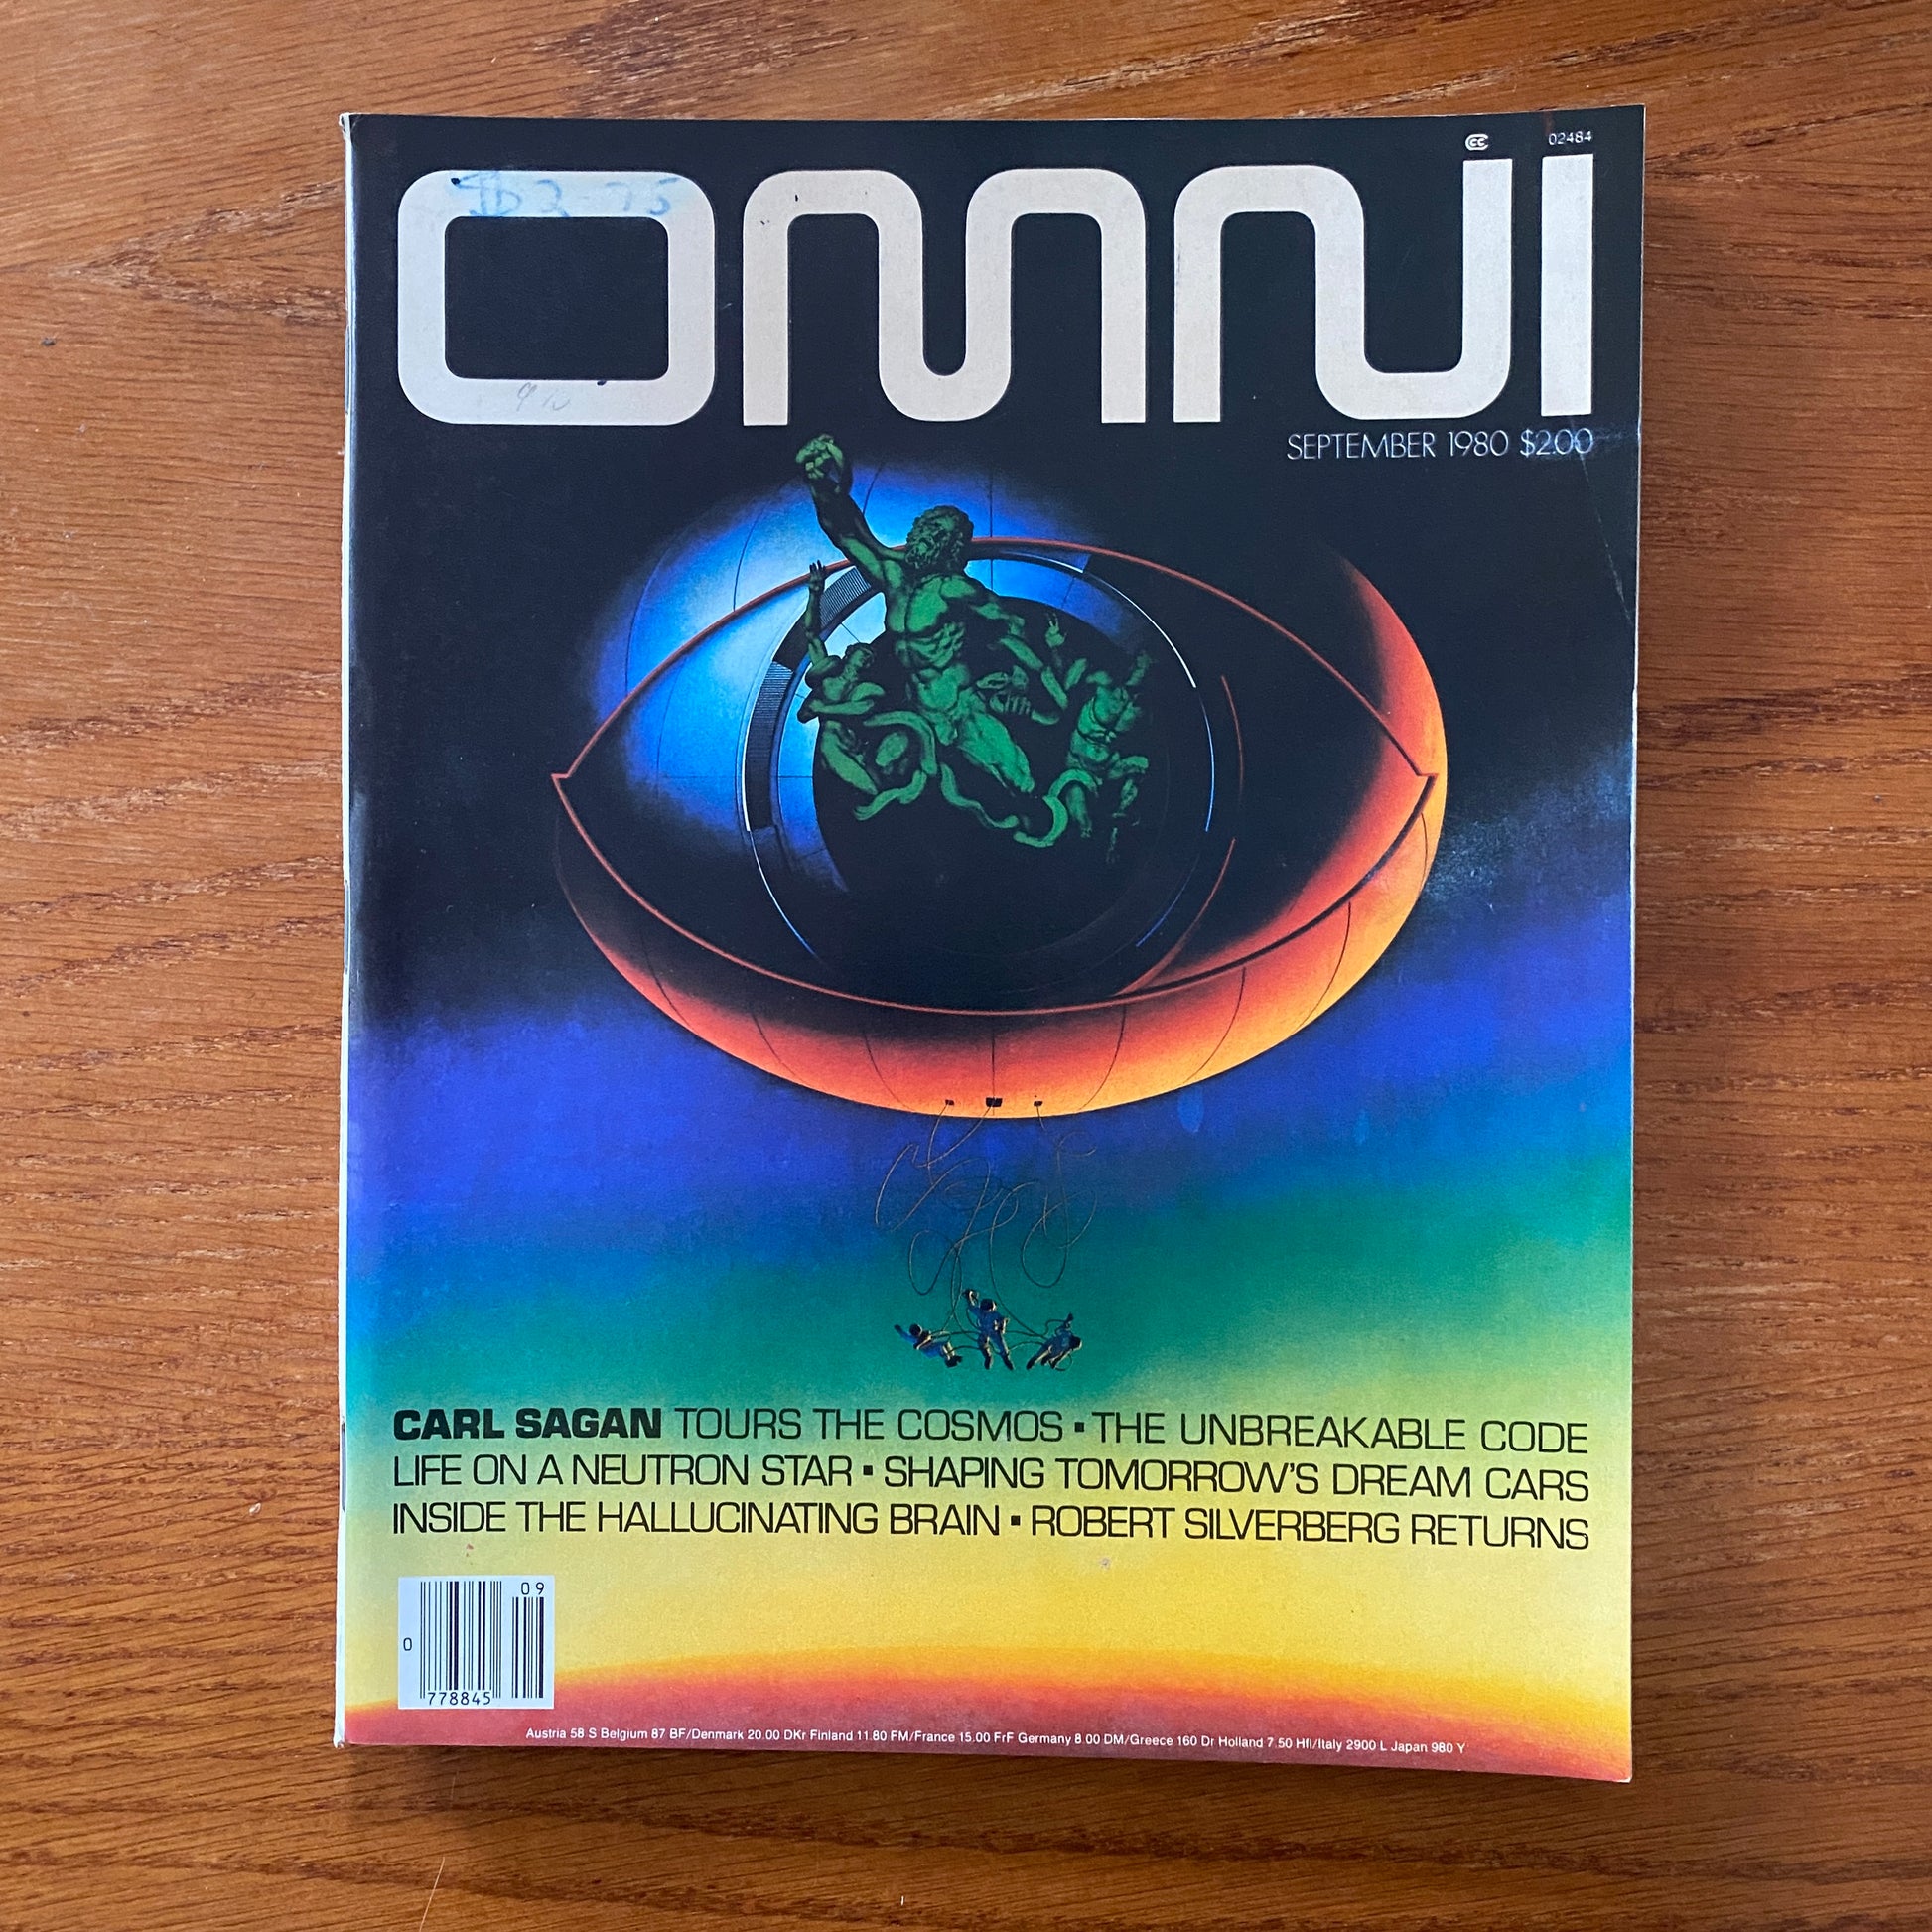 02484
$2.75
OMNI
SEPTEMBER 1980 $2.00
CARL SAGAN TOURS THE COSMOS ▪ THE UNBREAKABLE CODE
LIFE ON A NEUTRON STAR ▪ SHAPING TOMORROW'S DREAM CARS
INSIDE THE HALLUCINATING BRAIN ▪ ROBERT SILVERBERG RETURNS
09
0
778845
Austria 58 S Belgium 87 BF/Denmark 20.00 DKr Finland 11.80 FM/France 15.00 FrF Germany 8.00 DM/Greece 160 Dr Holland 7.50 Hfl/Italy 2900 L Japan 980 Y